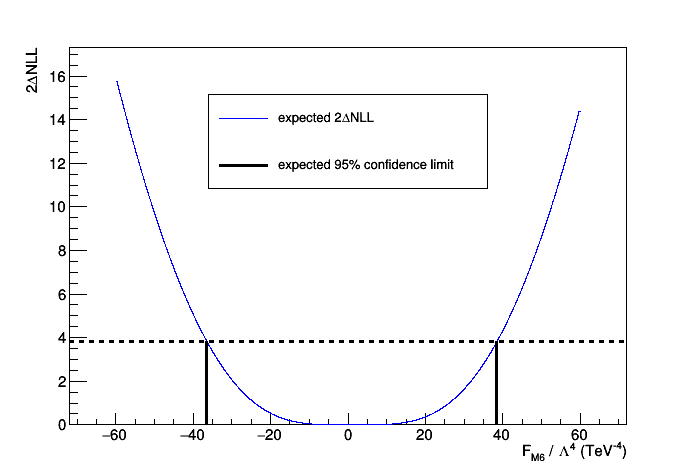 2ΔNLL
16
14
12
10
8
6
4
2
0
expected 2ΔNLL
expected 95% confidence limit
−60 −40 −20 0 20 40 60
F_M6 / Λ^4 (TeV^-4)